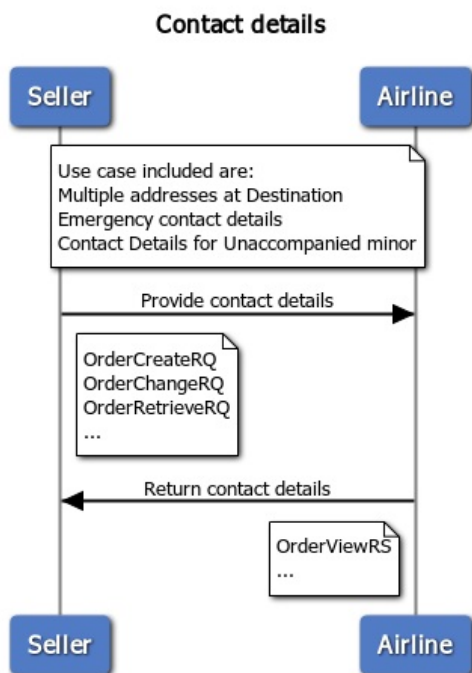 Contact details
Seller
Airline
Use case included are:
Multiple addresses at Destination
Emergency contact details
Contact Details for Unaccompanied minor
Provide contact details
OrderCreateRQ
OrderChangeRQ
OrderRetrieveRQ
...
Return contact details
OrderViewRS
...
Seller
Airline